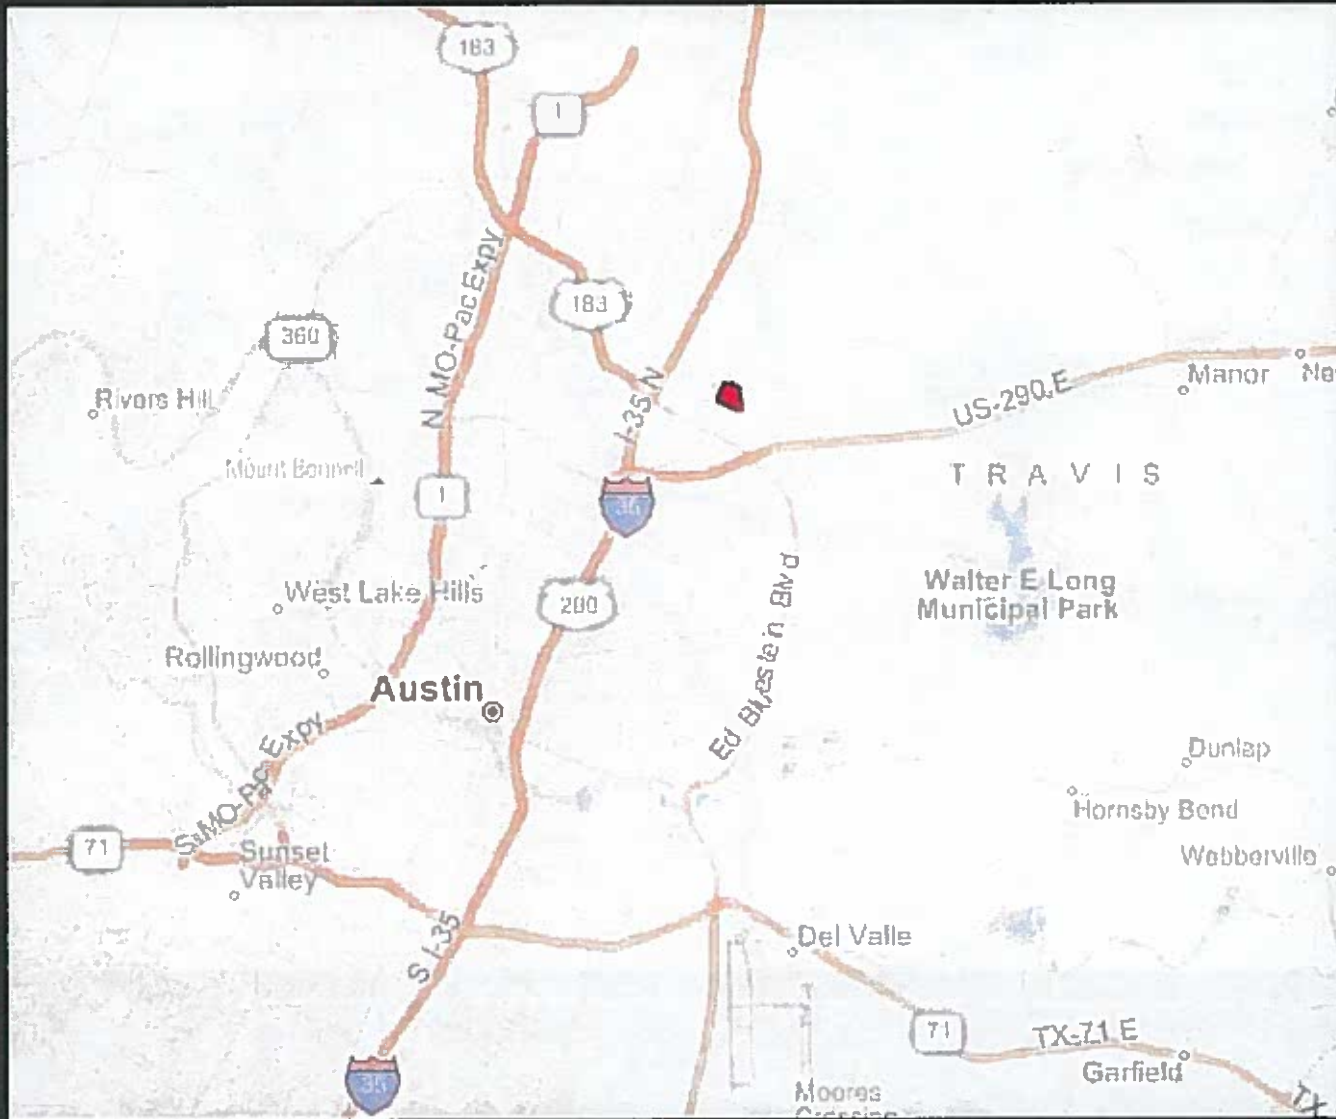 183
1
183
N MO-Pac Expy
360
I-35 N
US-290 E
Manor
Rivers Hill
Mount Bonnell
T R A V I S
1
35
Walter E Long
Municipal Park
West Lake Hills
290
Ed Bluestein Blvd
Rollingwood
Austin
S MO-Pac Expy
Dunlap
Hornsby Bend
71
Sunset
Valley
Webberville
S I-35
Del Valle
71
TX-71 E
Garfield
35
Moores
Crossing
TX